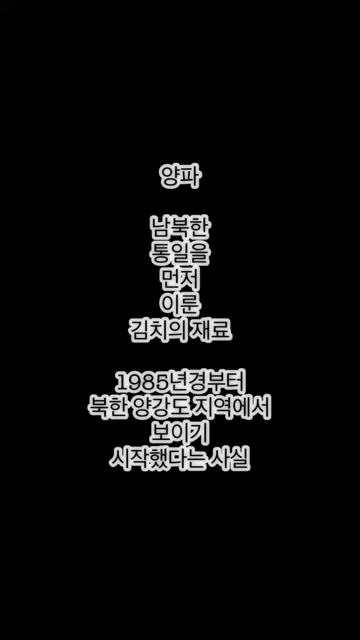 양파
남북한
통일을
먼저
이룬
김치의 재료
1985년경부터
북한 양강도 지역에서
보이기
시작했다는 사실